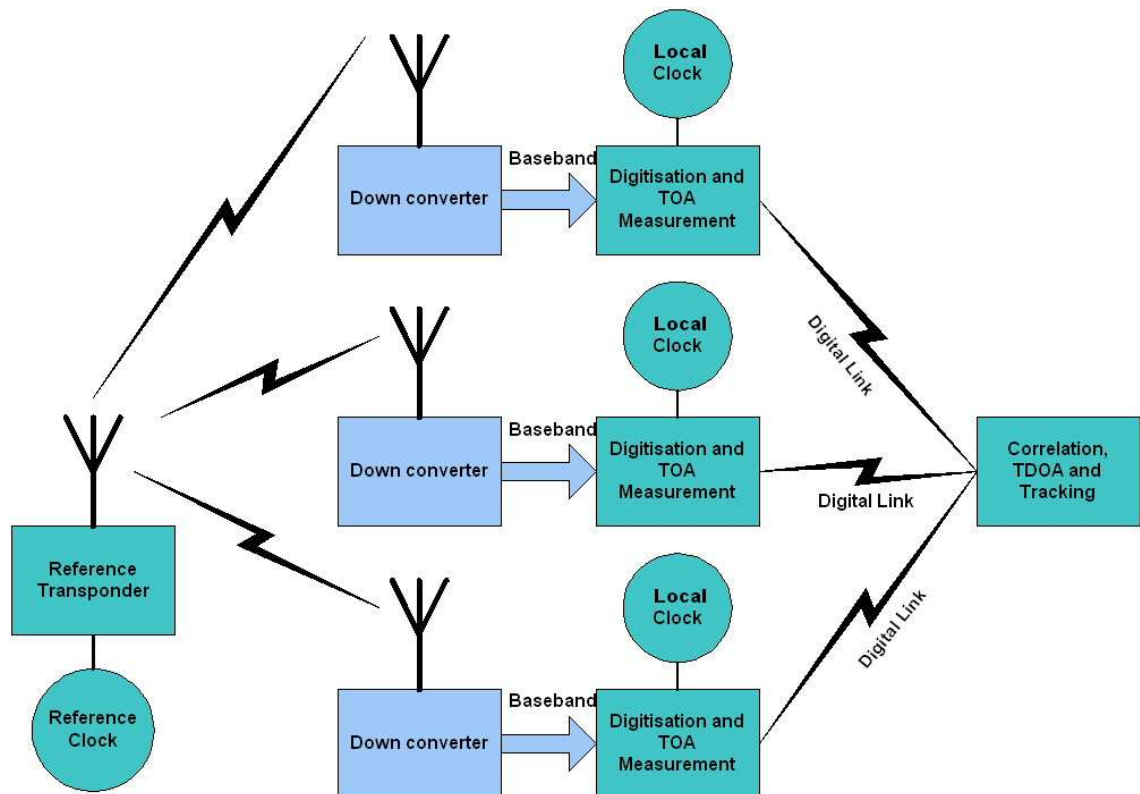 Local
Clock
Baseband
Down converter
Digitisation and
TOA
Measurement
Digital Link
Local
Clock
Baseband
Down converter
Digitisation and
TOA
Measurement
Digital Link
Correlation,
TDOA and
Tracking
Reference
Transponder
Reference
Clock
Local
Clock
Baseband
Down converter
Digitisation and
TOA
Measurement
Digital Link